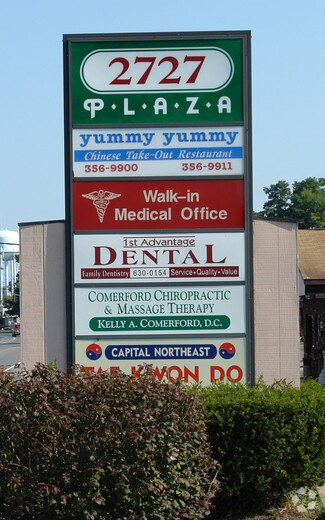 2727
P·L·A·Z·A
yummy yummy
Chinese Take-Out Restaurant
356-9900 356-9911
Walk-in
Medical Office
1st Advantage
DENTAL
Family Dentistry 630-0154 Service·Quality·Value
COMERFORD CHIROPRACTIC
& MASSAGE THERAPY
KELLY A. COMERFORD, D.C.
CAPITAL NORTHEAST
TAE KWON DO